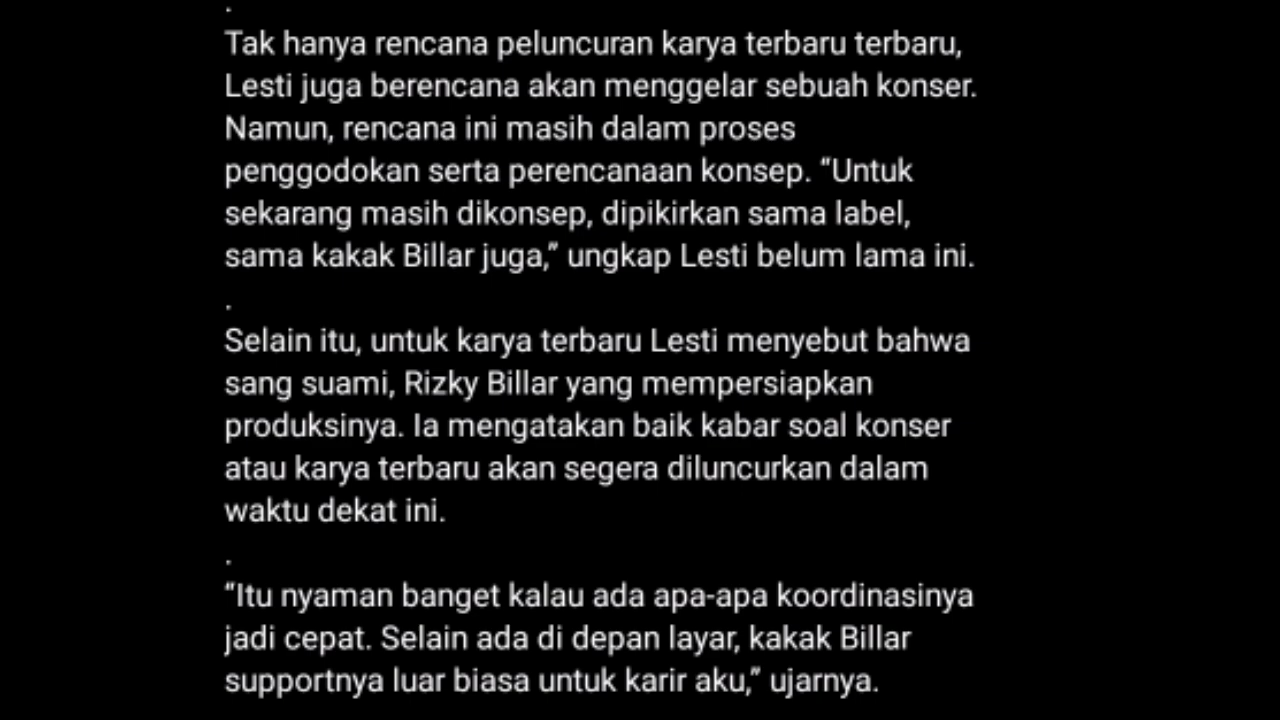 .
Tak hanya rencana peluncuran karya terbaru terbaru,
Lesti juga berencana akan menggelar sebuah konser.
Namun, rencana ini masih dalam proses
penggodokan serta perencanaan konsep. “Untuk
sekarang masih dikonsep, dipikirkan sama label,
sama kakak Billar juga,” ungkap Lesti belum lama ini.
.
Selain itu, untuk karya terbaru Lesti menyebut bahwa
sang suami, Rizky Billar yang mempersiapkan
produksinya. Ia mengatakan baik kabar soal konser
atau karya terbaru akan segera diluncurkan dalam
waktu dekat ini.
.
“Itu nyaman banget kalau ada apa-apa koordinasinya
jadi cepat. Selain ada di depan layar, kakak Billar
supportnya luar biasa untuk karir aku,” ujarnya.